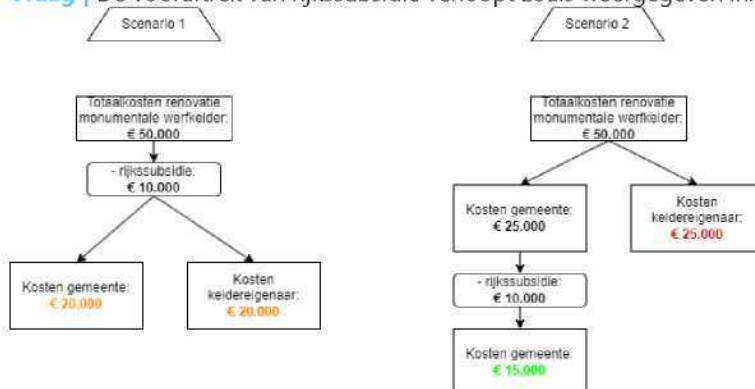 Vraag | De vooraftrek van rijkssubsidie verloopt zoals weergegeven in
Scenario 1
Totaalkosten renovatie
monumentale werfkelder:
€ 50.000
- rijkssubsidie:
€ 10.000
Kosten gemeente:
€ 20.000
Kosten
keldereigenaar:
€ 20.000
Scenario 2
Totaalkosten renovatie
monumentale werfkelder:
€ 50.000
Kosten gemeente:
€ 25.000
Kosten
keldereigenaar:
€ 25.000
- rijkssubsidie:
€ 10.000
Kosten gemeente:
€ 15.000